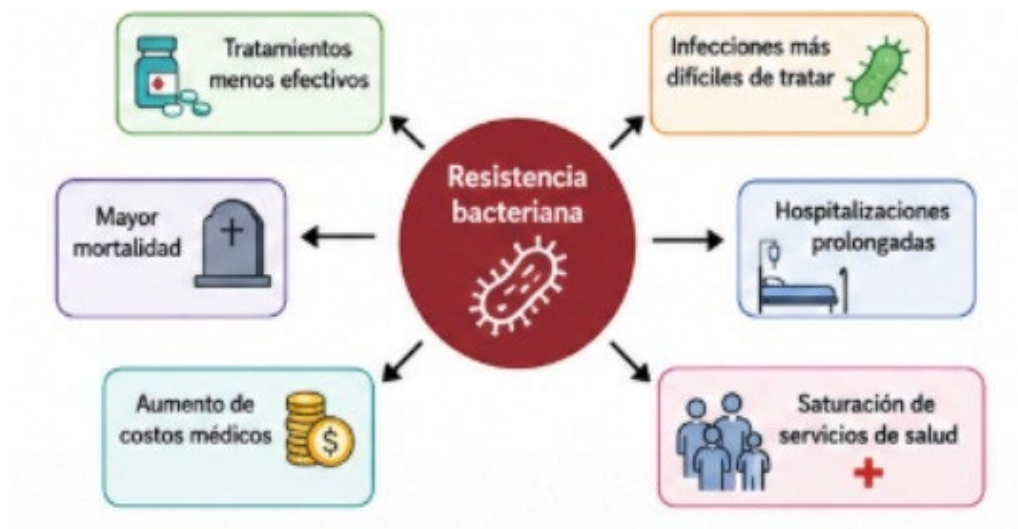 Tratamientos
menos efectivos
Infecciones más
difíciles de tratar
Resistencia
bacteriana
Mayor
mortalidad
Hospitalizaciones
prolongadas
Aumento de
costos médicos
$
Saturación de
servicios de salud